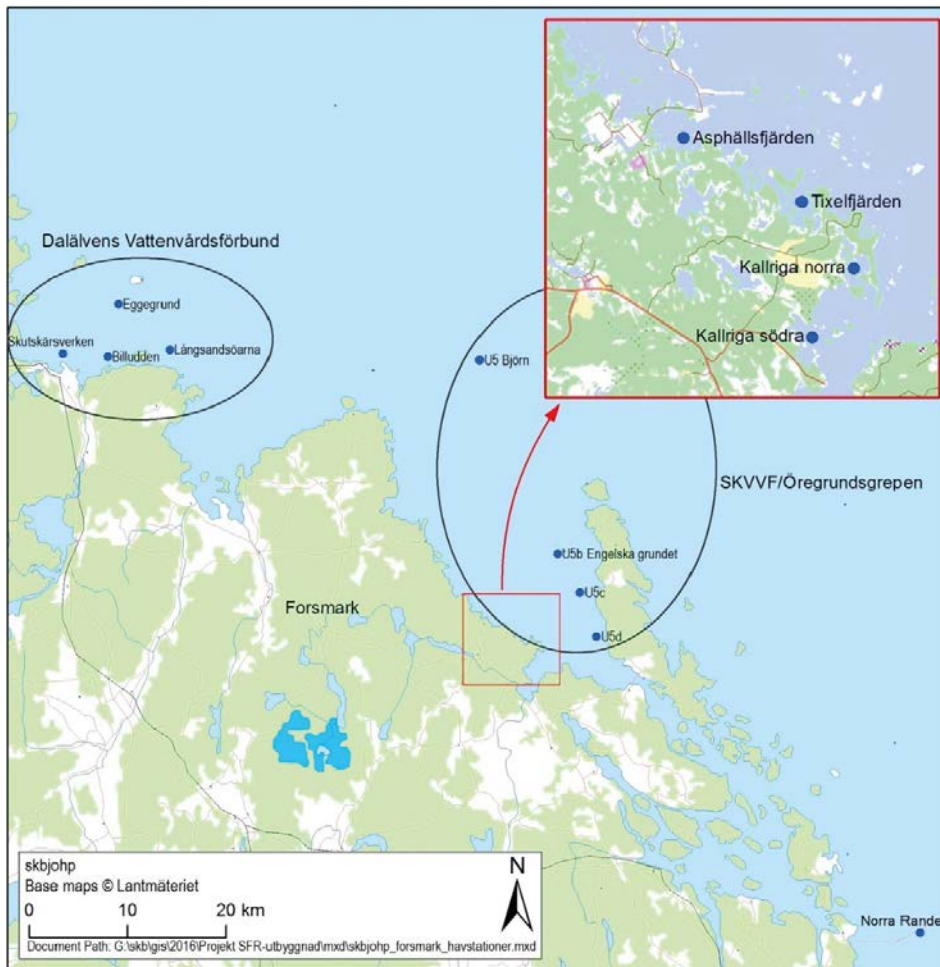 Asphällsfjärden
Tixelfjärden
Kallriga norra
Kallriga södra
Dalälvens Vattenvårdsförbund
Eggegrund
Skutskärsverken
Billudden
Långsandsöarna
U5 Björn
SKVVF/Öregrundsgrepen
U5b Engelska grundet
U5c
U5d
Forsmark
skbjohp
Base maps © Lantmäteriet
N
0 10 20 km
Document Path: G:\skb\gis\2016\Projekt SFR-utbyggnad\mxd\skbjohp_forsmark_havstationer.mxd
Norra Rande